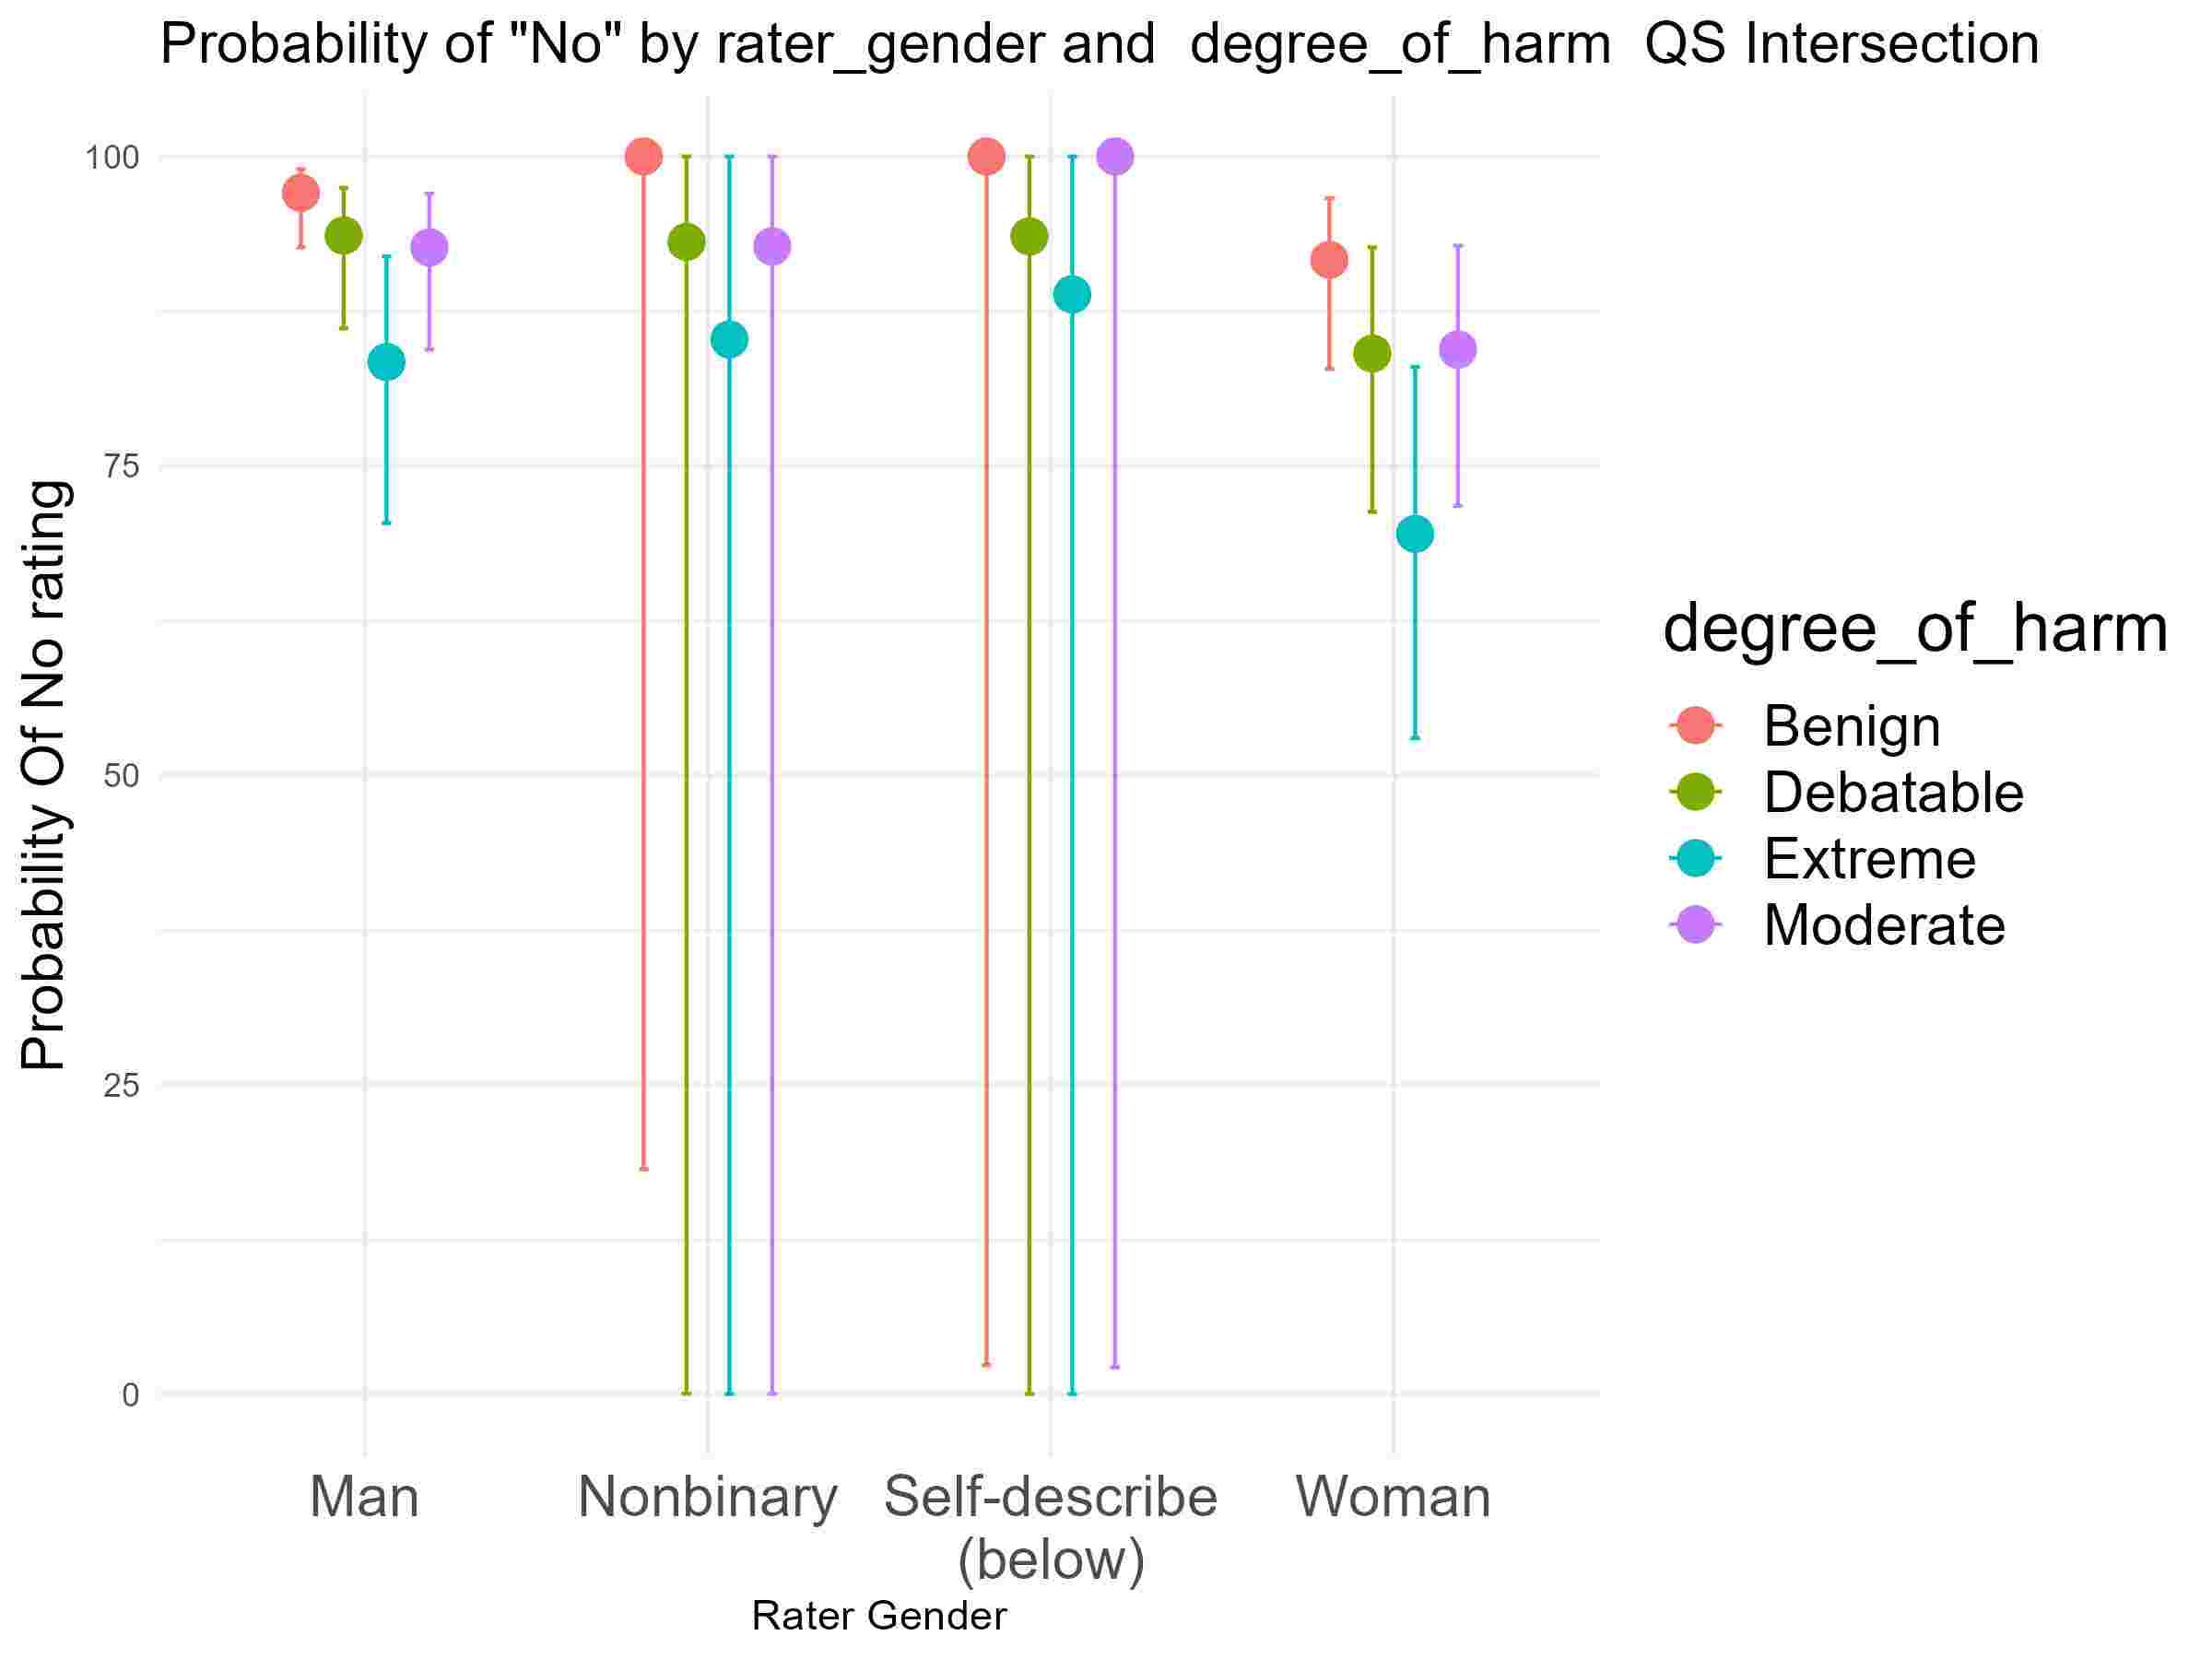 Probability of "No" by rater_gender and  degree_of_harm  QS Intersection
Probability Of No rating
100
75
50
25
0
Man
Nonbinary
Self-describe
(below)
Woman
Rater Gender
degree_of_harm
Benign
Debatable
Extreme
Moderate